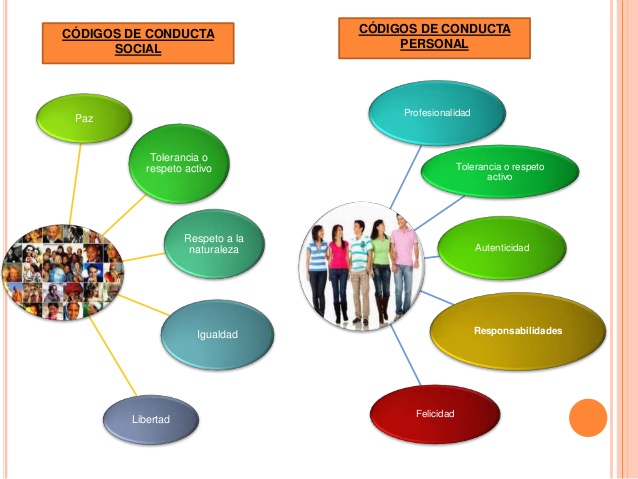 CÓDIGOS DE CONDUCTA
SOCIAL
Paz
Tolerancia o
respeto activo
Respeto a la
naturaleza
Igualdad
Libertad
CÓDIGOS DE CONDUCTA
PERSONAL
Profesionalidad
Tolerancia o respeto
activo
Autenticidad
Responsabilidades
Felicidad